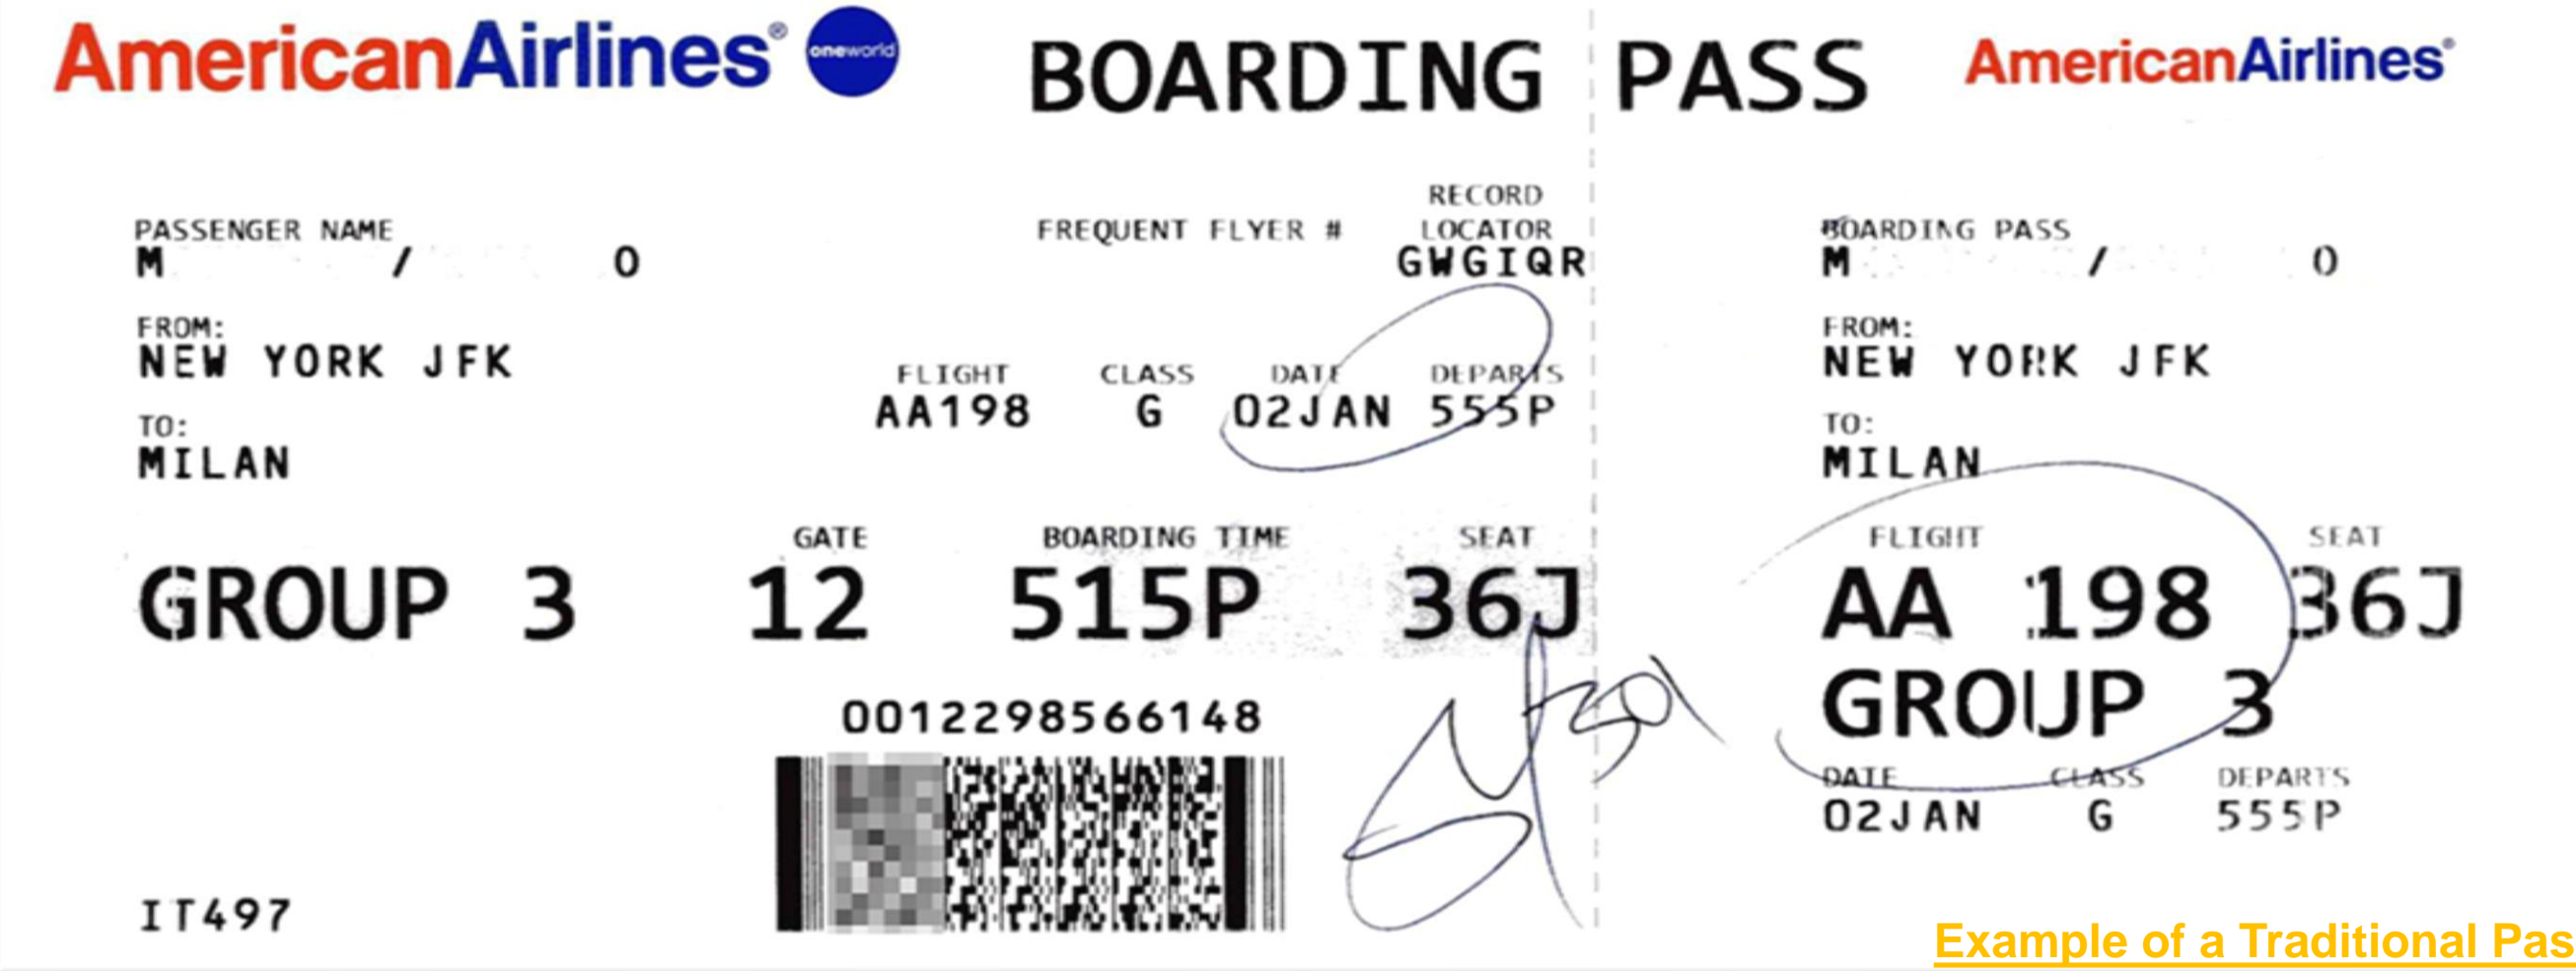 AmericanAirlines® oneworld BOARDING PASS AmericanAirlines®
RECORD
PASSENGER NAME FREQUENT FLYER # LOCATOR BOARDING PASS
M / O GWGIQR M / O
FROM: FROM:
NEW YORK JFK NEW YORK JFK
FLIGHT CLASS DATE DEPARTS
AA198 G 02JAN 555P
TO: TO:
MILAN MILAN
GATE BOARDING TIME SEAT FLIGHT SEAT
GROUP 3 12 515P 36J AA 198 36J
GROUP 3
0012298566148
DATE CLASS DEPARTS
02JAN G 555P
IT497
Example of a Traditional Pas